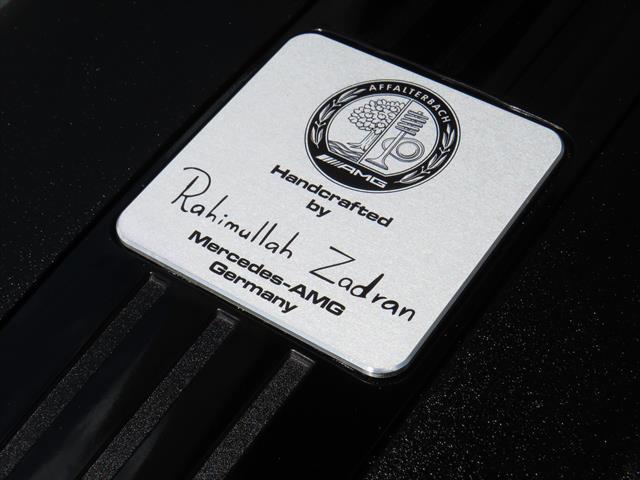 AFFALTERBACH
AMG
Handcrafted
by
Rahimullah Zadran
Mercedes-AMG
Germany